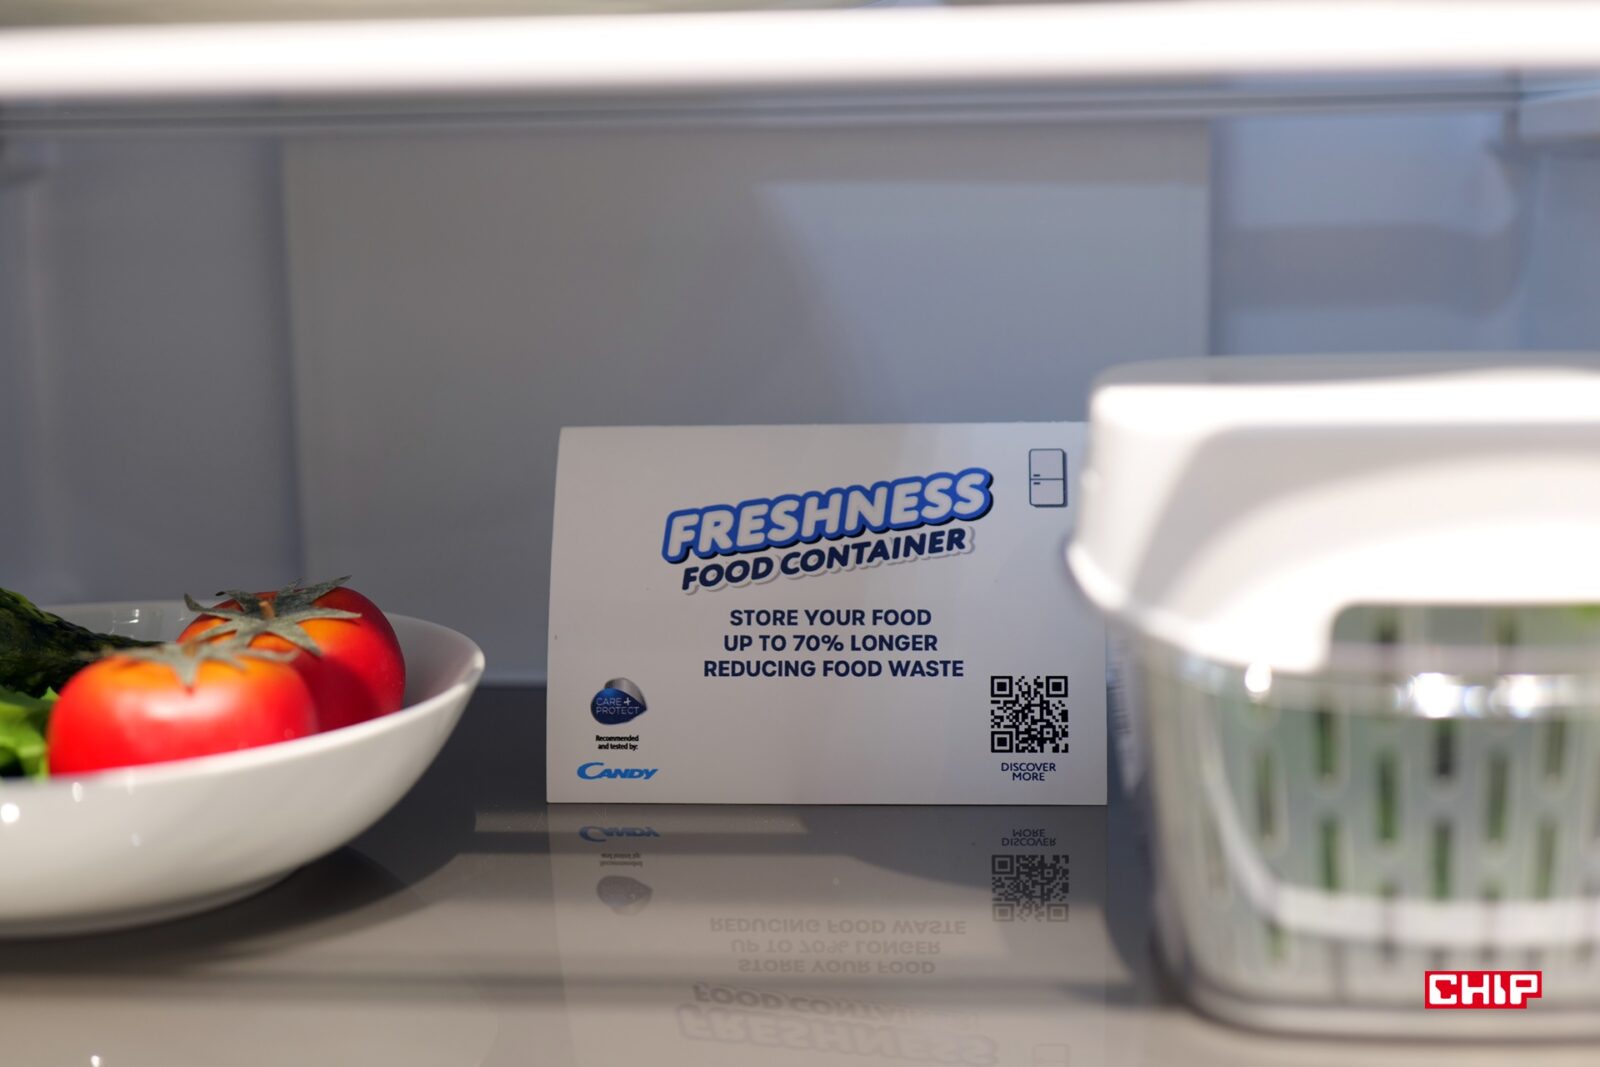 FRESHNESS
FOOD CONTAINER
STORE YOUR FOOD
UP TO 70% LONGER
REDUCING FOOD WASTE
CARE+
PROTECT
Recommended
and tested by:
CANDY
DISCOVER
MORE
CHIP